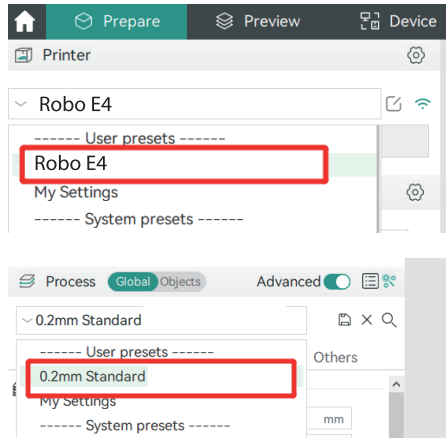 Prepare Preview Device
Printer
Robo E4
------ User presets ------
Robo E4
My Settings
------ System presets ------
Process Global Objects Advanced
0.2mm Standard
------ User presets ------
Others
0.2mm Standard
My Settings
mm
------ System presets ------